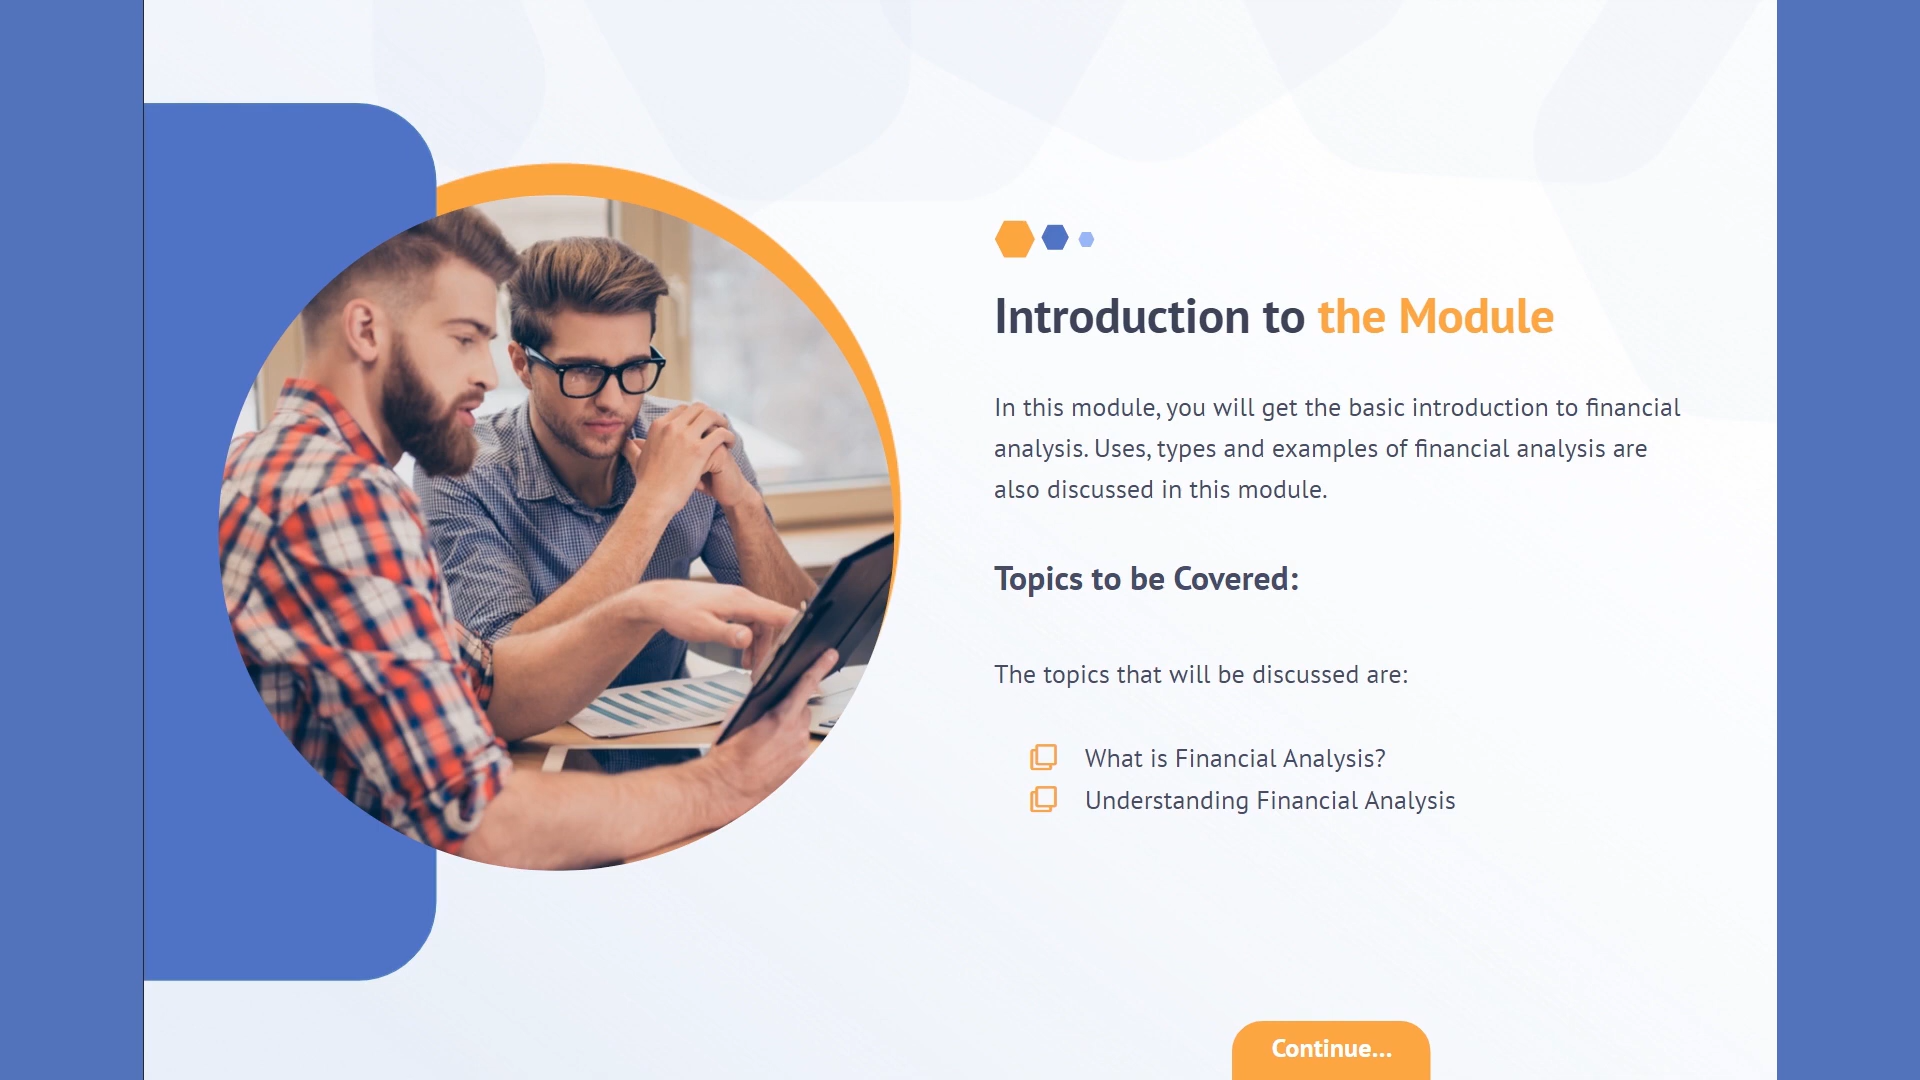 Introduction to the Module
In this module, you will get the basic introduction to financial
analysis. Uses, types and examples of financial analysis are
also discussed in this module.
Topics to be Covered:
The topics that will be discussed are:
What is Financial Analysis?
Understanding Financial Analysis
Continue...